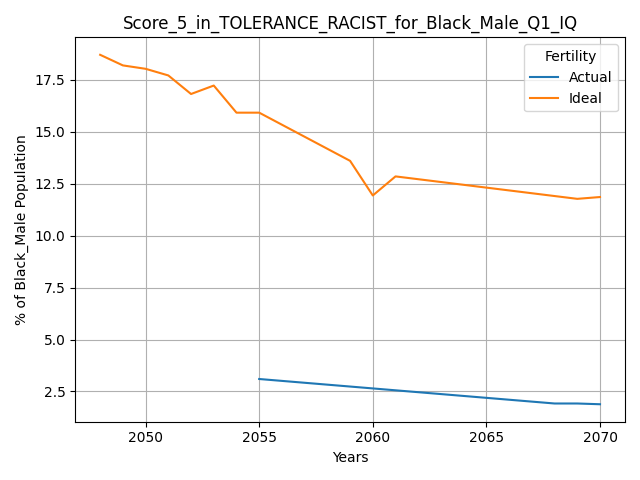 Score_5_in_TOLERANCE_RACIST_for_Black_Male_Q1_IQ
Fertility
Actual
Ideal
17.5
15.0
12.5
10.0
7.5
5.0
2.5
% of Black_Male Population
2050
2055
2060
2065
2070
Years